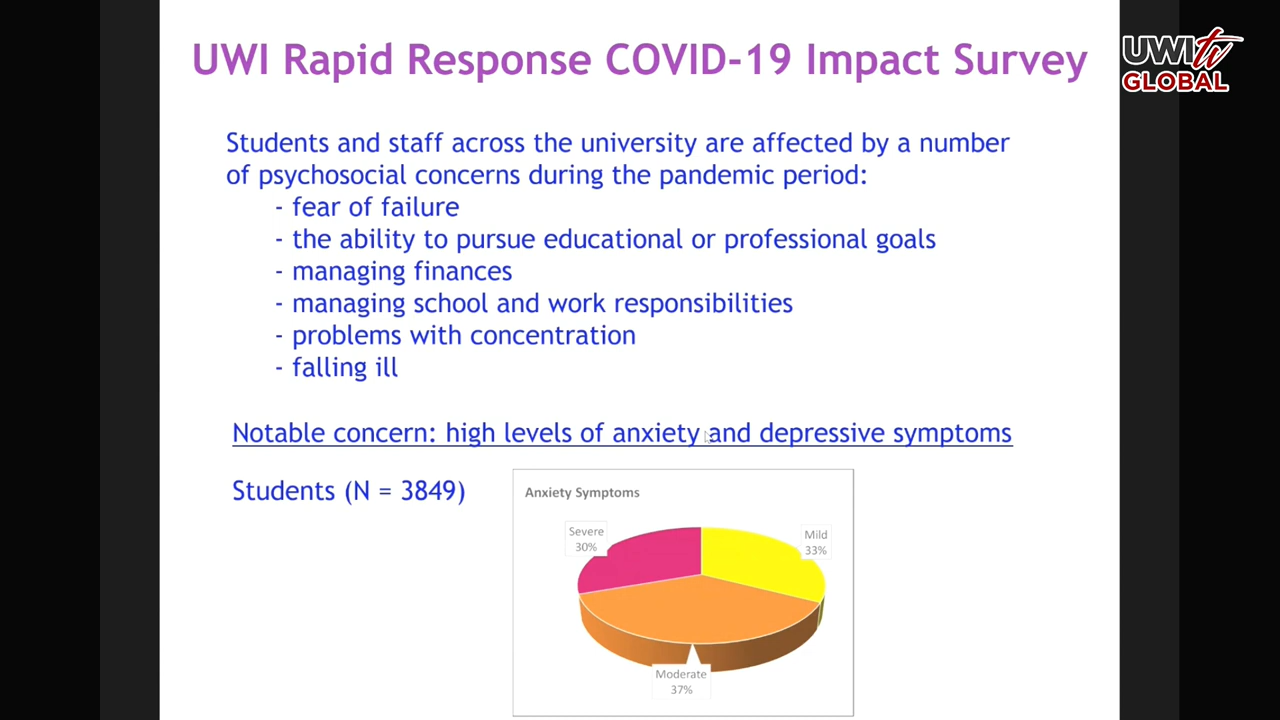 UWI Rapid Response COVID-19 Impact Survey
UWI tv
GLOBAL
Students and staff across the university are affected by a number
of psychosocial concerns during the pandemic period:
- fear of failure
- the ability to pursue educational or professional goals
- managing finances
- managing school and work responsibilities
- problems with concentration
- falling ill
Notable concern: high levels of anxiety and depressive symptoms
Students (N = 3849)
Anxiety Symptoms
Severe
30%
Mild
33%
Moderate
37%